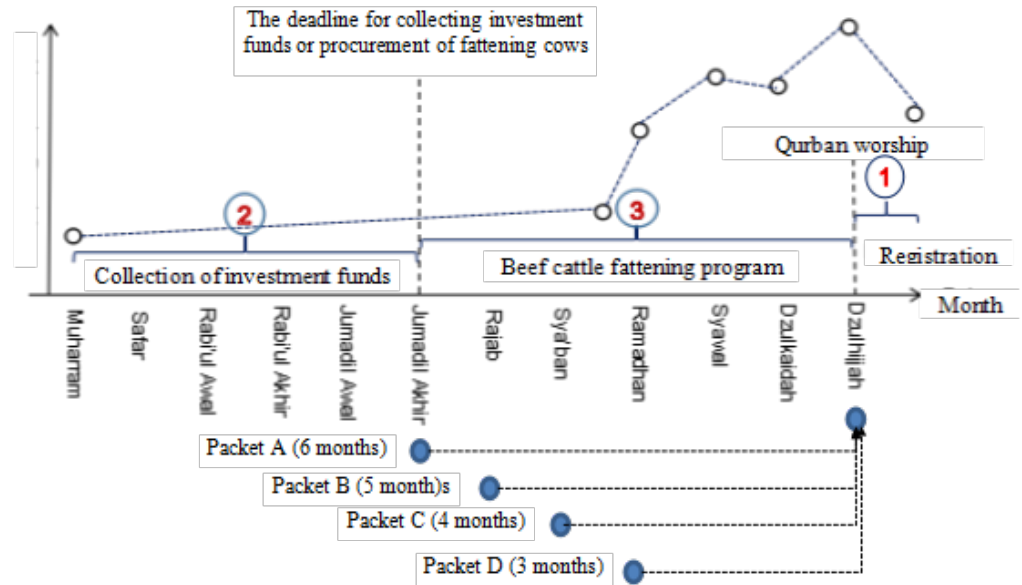 The deadline for collecting investment
funds or procurement of fattening cows
Qurban worship
1
2
3
Collection of investment funds
Beef cattle fattening program
Registration
Month
Muharram
Safar
Rabi'ul Awal
Rabi'ul Akhir
Jumadil Awal
Jumadil Akhir
Rajab
Sya'ban
Ramadhan
Syawal
Dzulkaidah
Dzulhijjah
Packet A (6 months)
Packet B (5 month)s
Packet C (4 months)
Packet D (3 months)